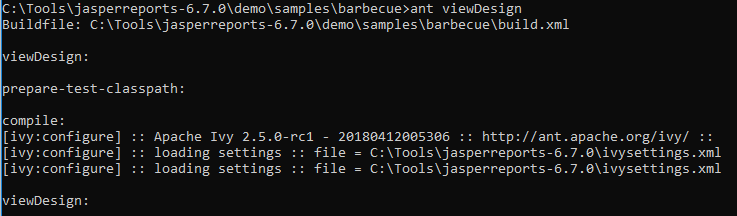 C:\Tools\jasperreports-6.7.0\demo\samples\barbecue>ant viewDesign
Buildfile: C:\Tools\jasperreports-6.7.0\demo\samples\barbecue\build.xml
viewDesign:
prepare-test-classpath:
compile:
[ivy:configure] :: Apache Ivy 2.5.0-rc1 - 20180412005306 :: http://ant.apache.org/ivy/ ::
[ivy:configure] :: loading settings :: file = C:\Tools\jasperreports-6.7.0\ivysettings.xml
[ivy:configure] :: loading settings :: file = C:\Tools\jasperreports-6.7.0\ivysettings.xml
viewDesign: